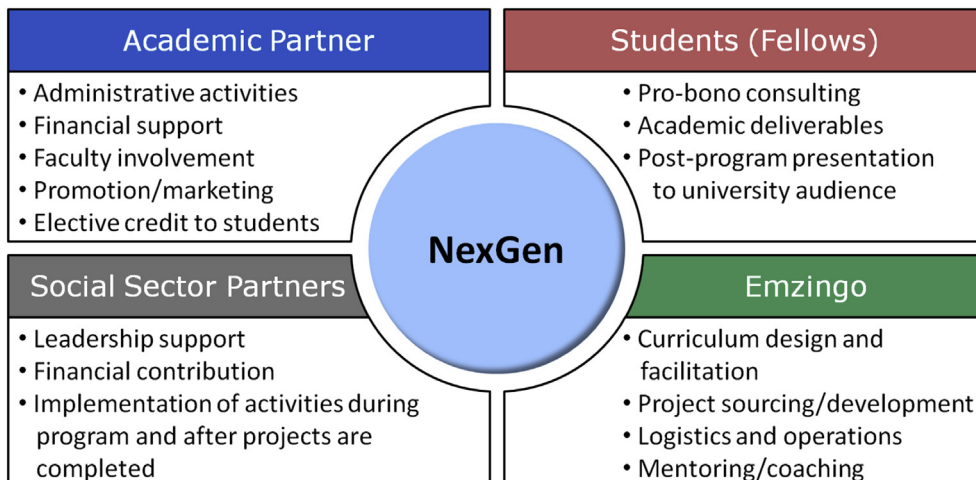 Academic Partner
• Administrative activities
• Financial support
• Faculty involvement
• Promotion/marketing
• Elective credit to students
Students (Fellows)
• Pro-bono consulting
• Academic deliverables
• Post-program presentation
to university audience
NexGen
Social Sector Partners
• Leadership support
• Financial contribution
• Implementation of activities during
program and after projects are
completed
Emzingo
• Curriculum design and
facilitation
• Project sourcing/development
• Logistics and operations
• Mentoring/coaching